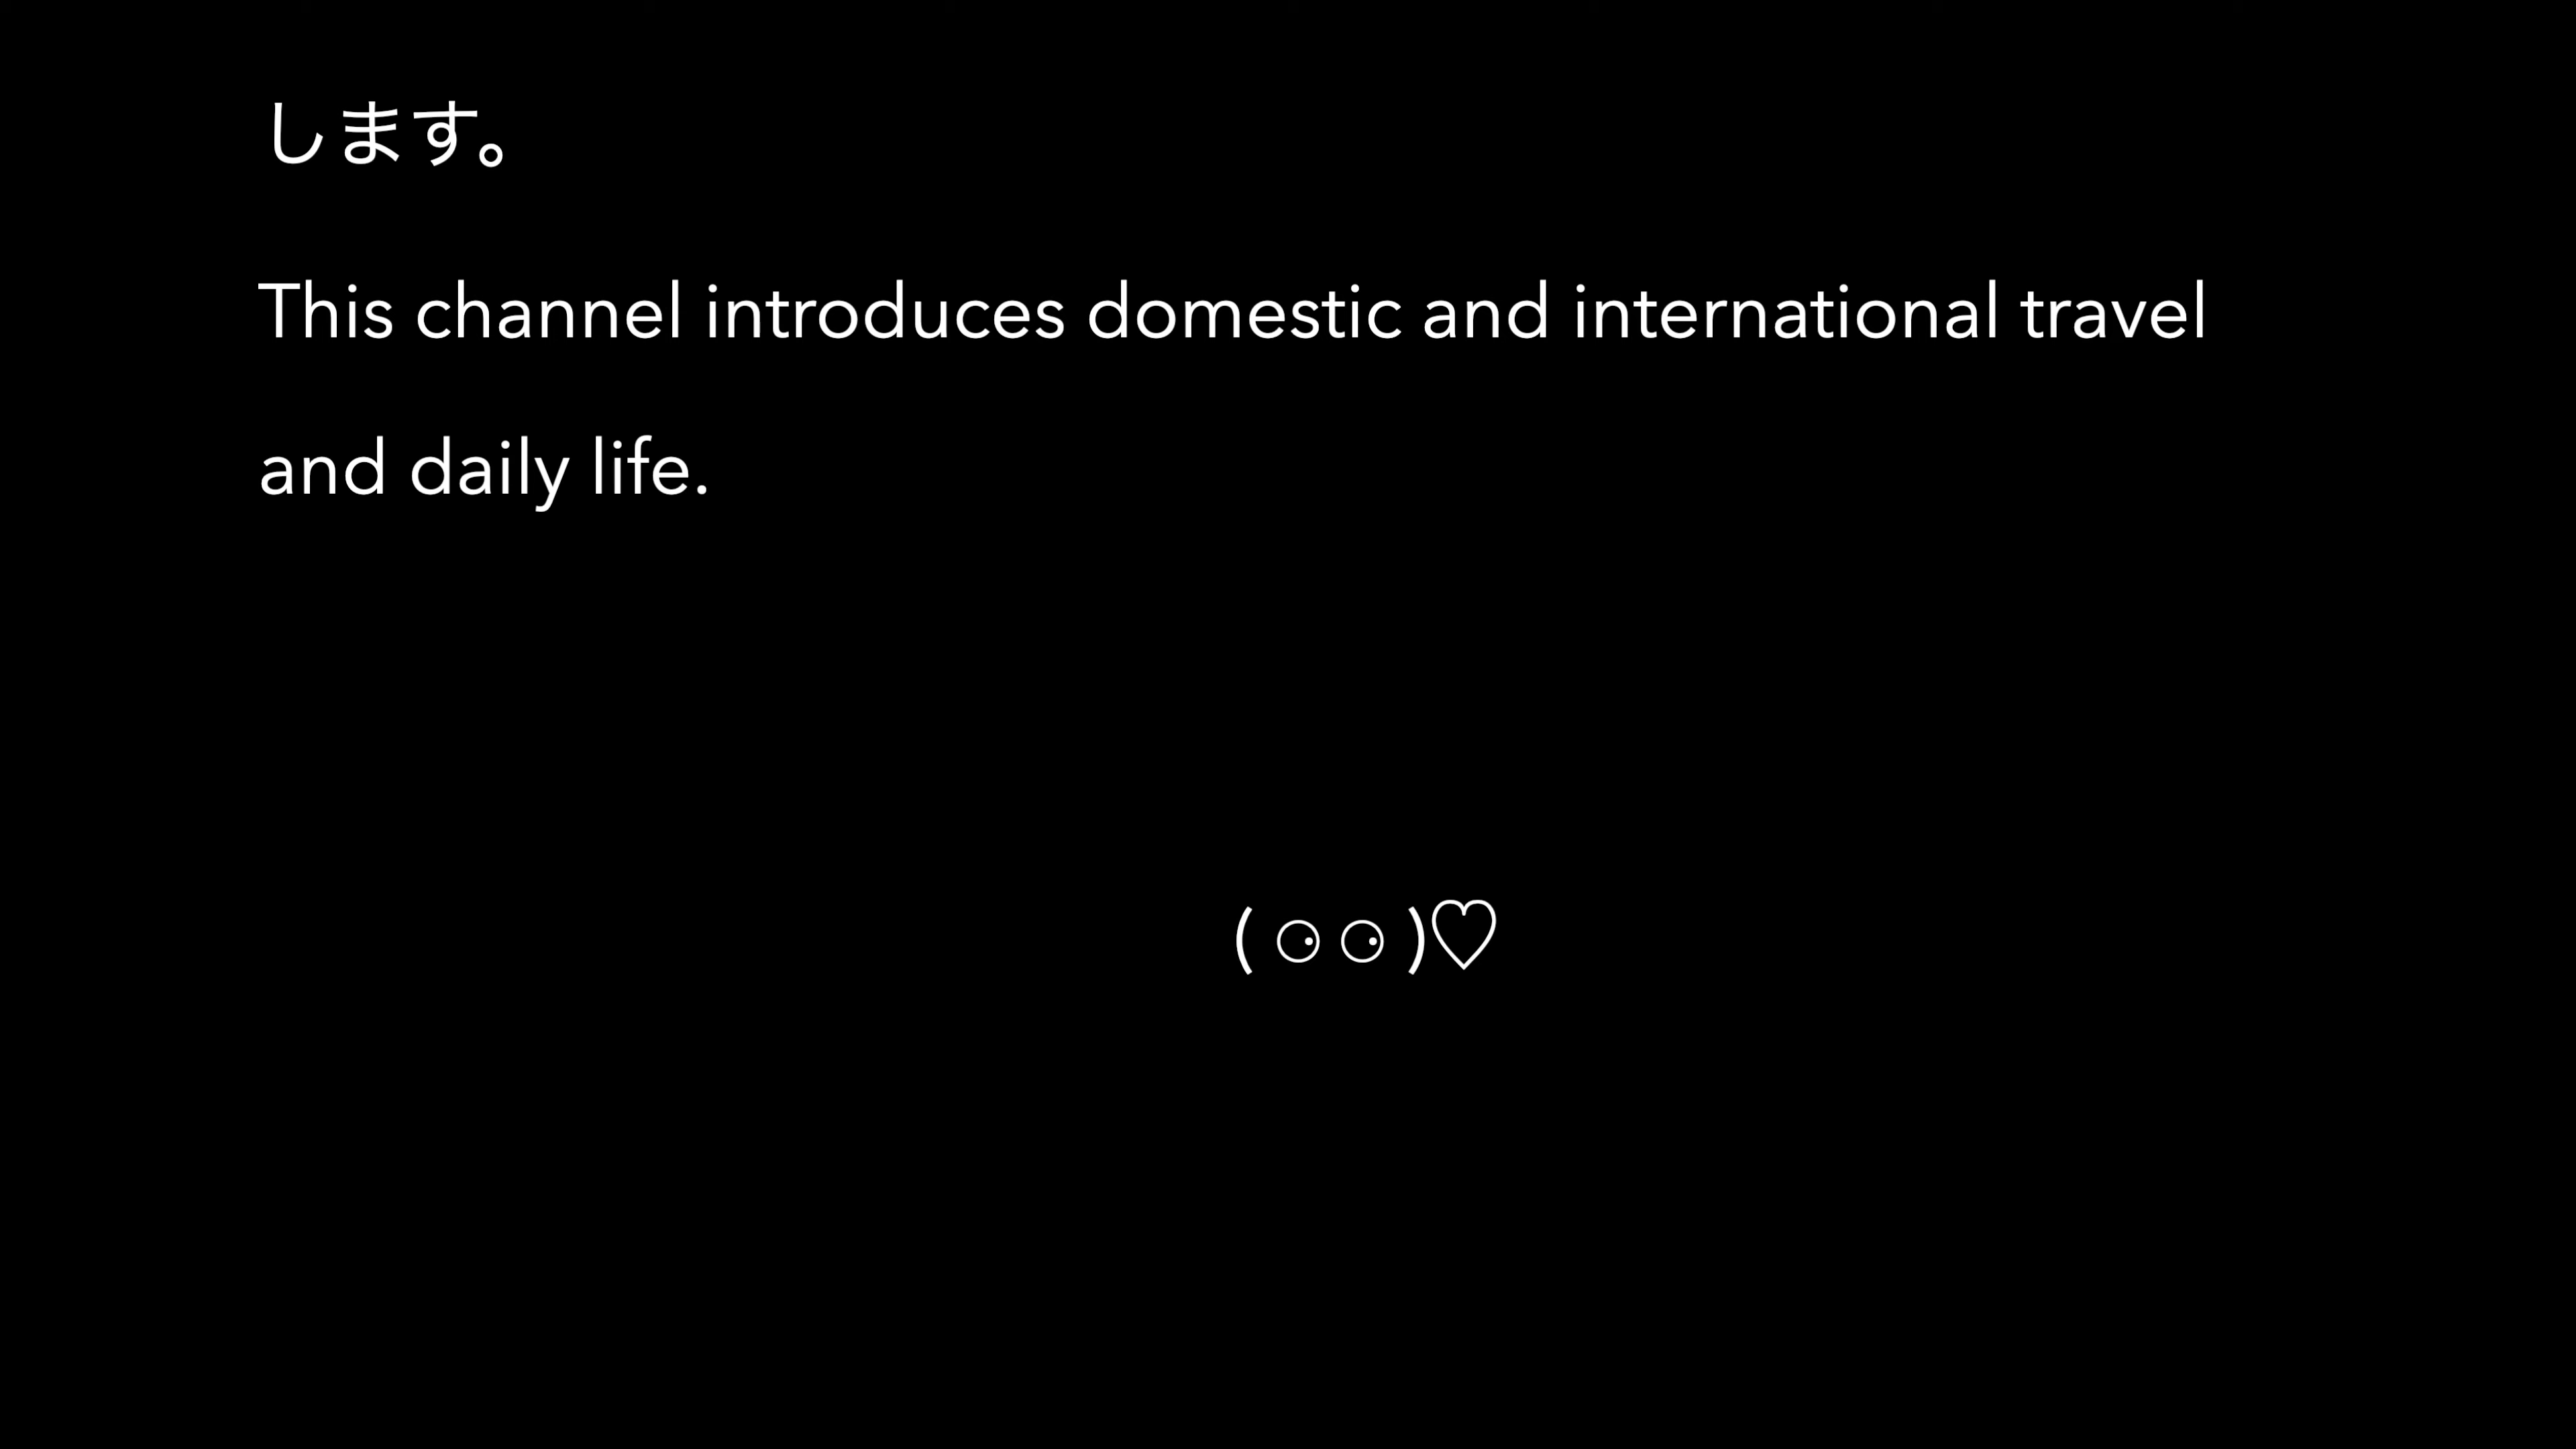 します。
This channel introduces domestic and international travel
and daily life.
( ⚆ ⚆ )♡